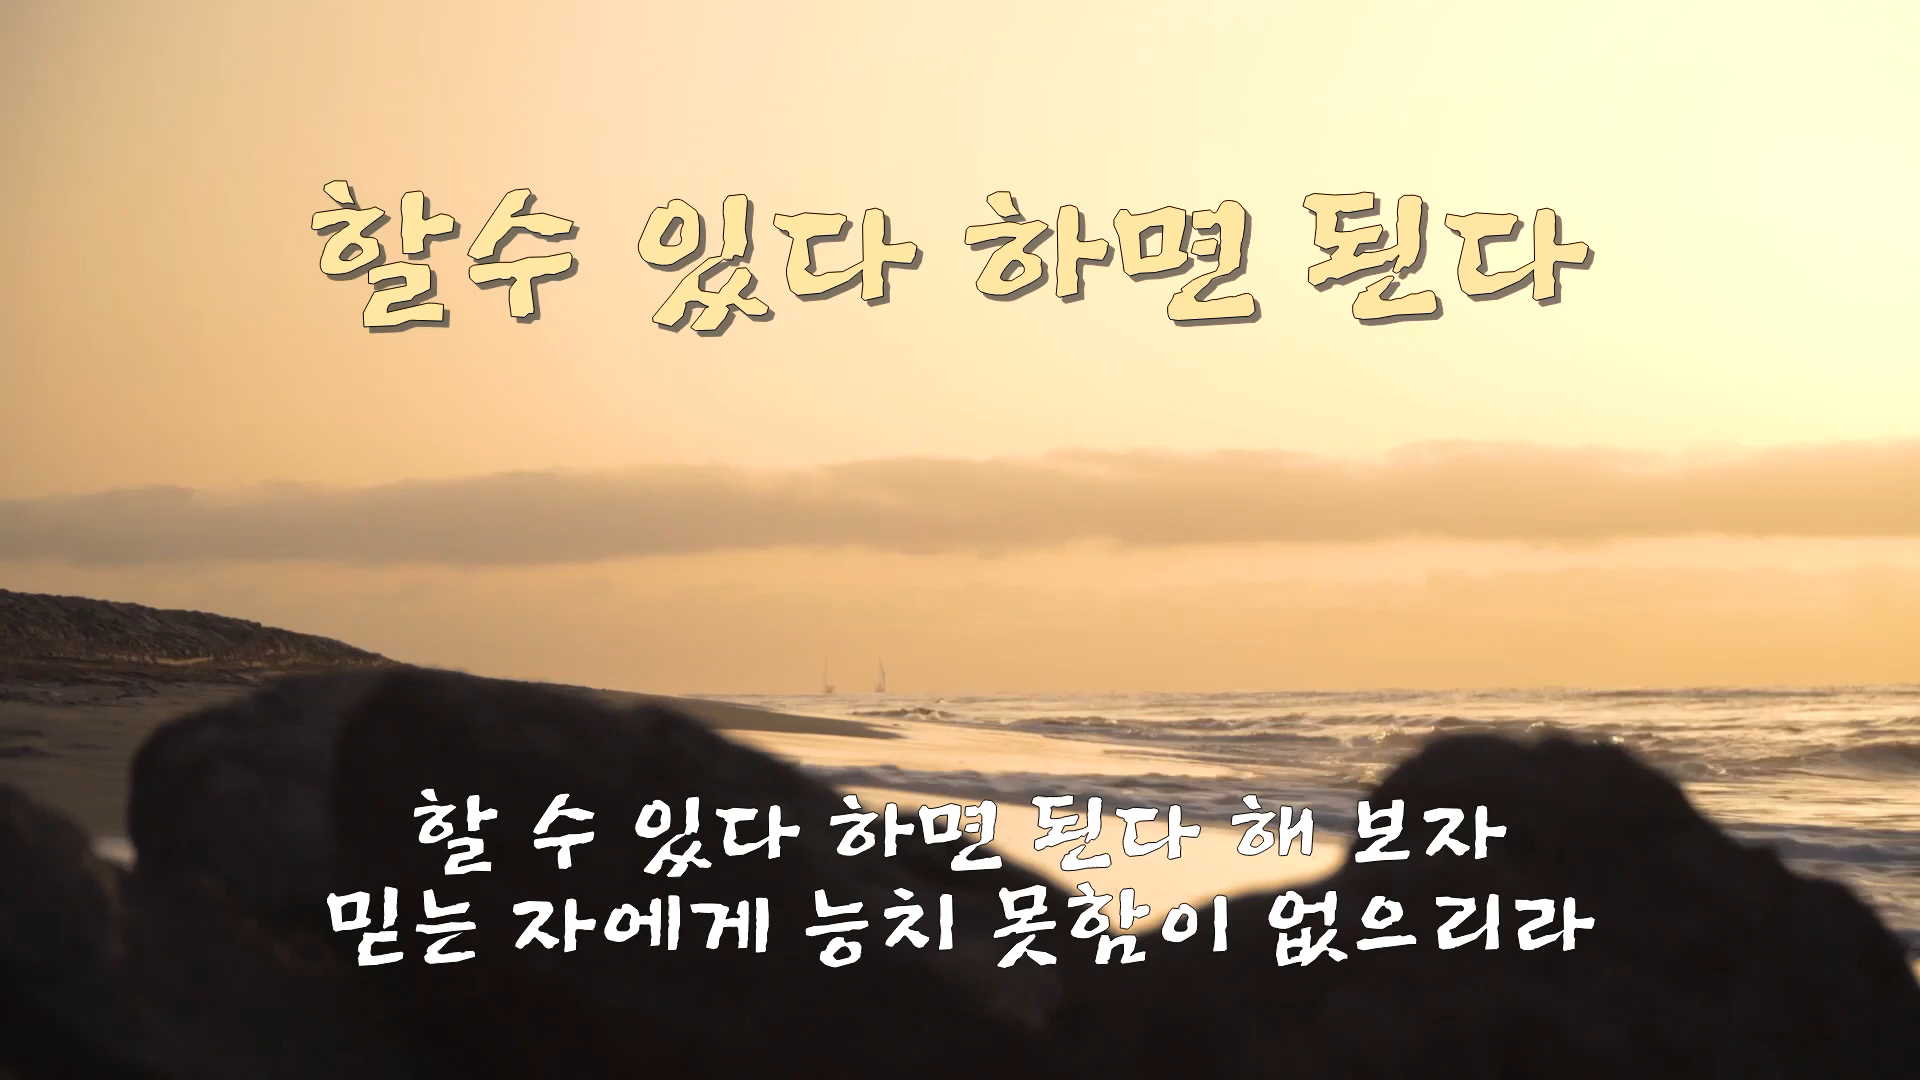 할수 있다 하면 된다
할 수 있다 하면 된다 해 보자
믿는 자에게 능치 못함이 없으리라